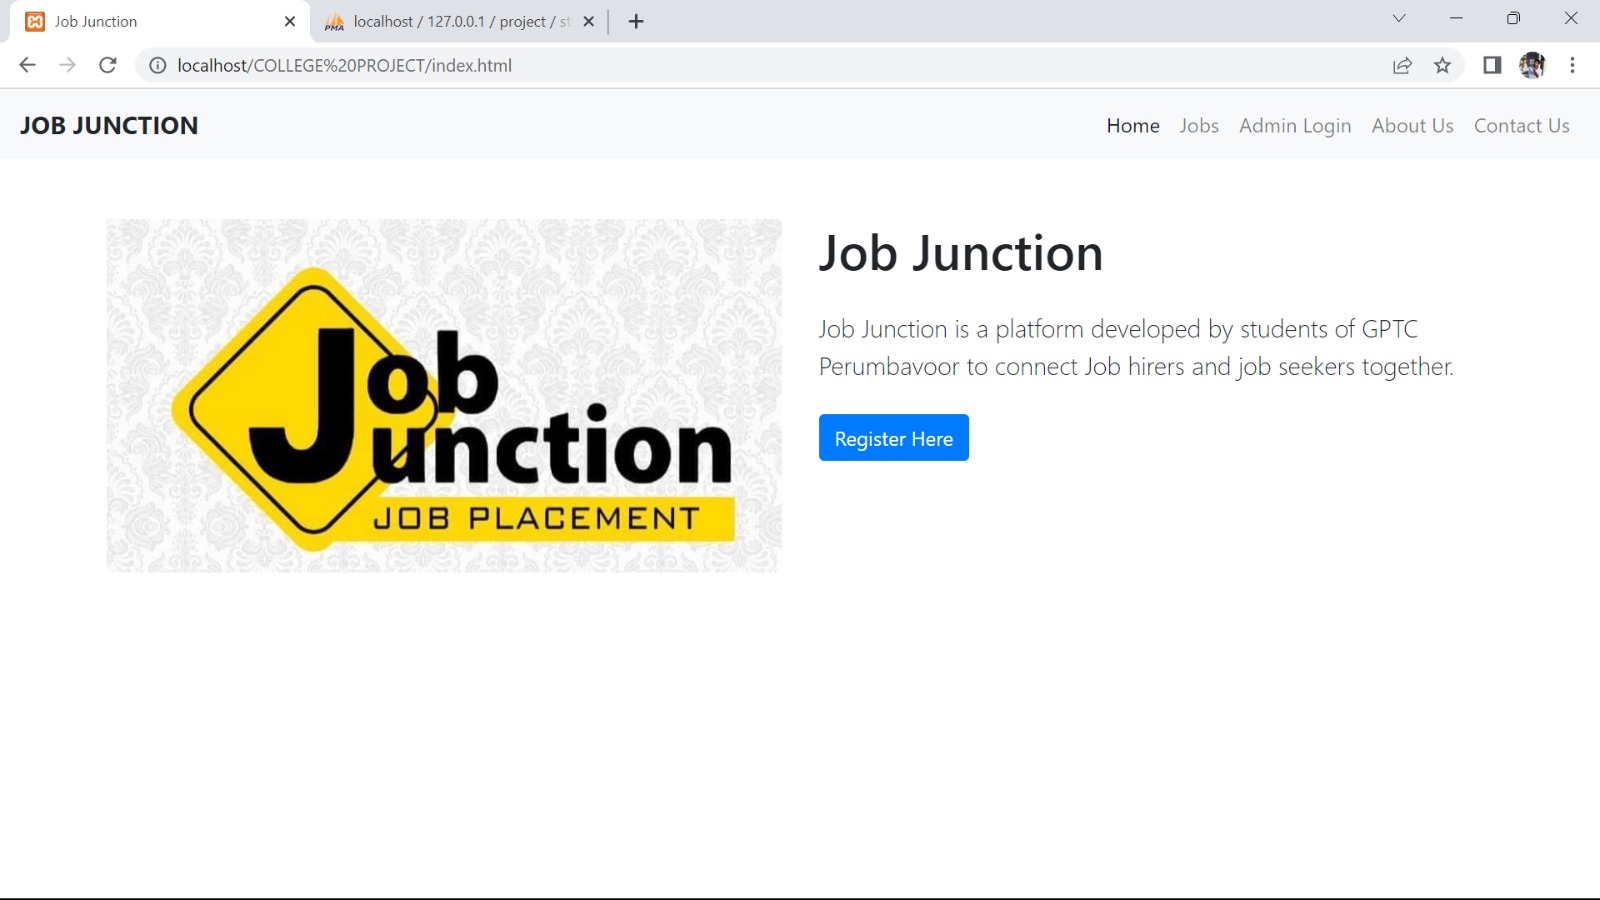 Job Junction
localhost / 127.0.0.1 / project / st
localhost/COLLEGE%20PROJECT/index.html
JOB JUNCTION
Home
Jobs
Admin Login
About Us
Contact Us
Job
Junction
JOB PLACEMENT
Job Junction
Job Junction is a platform developed by students of GPTC
Perumbavoor to connect Job hirers and job seekers together.
Register Here